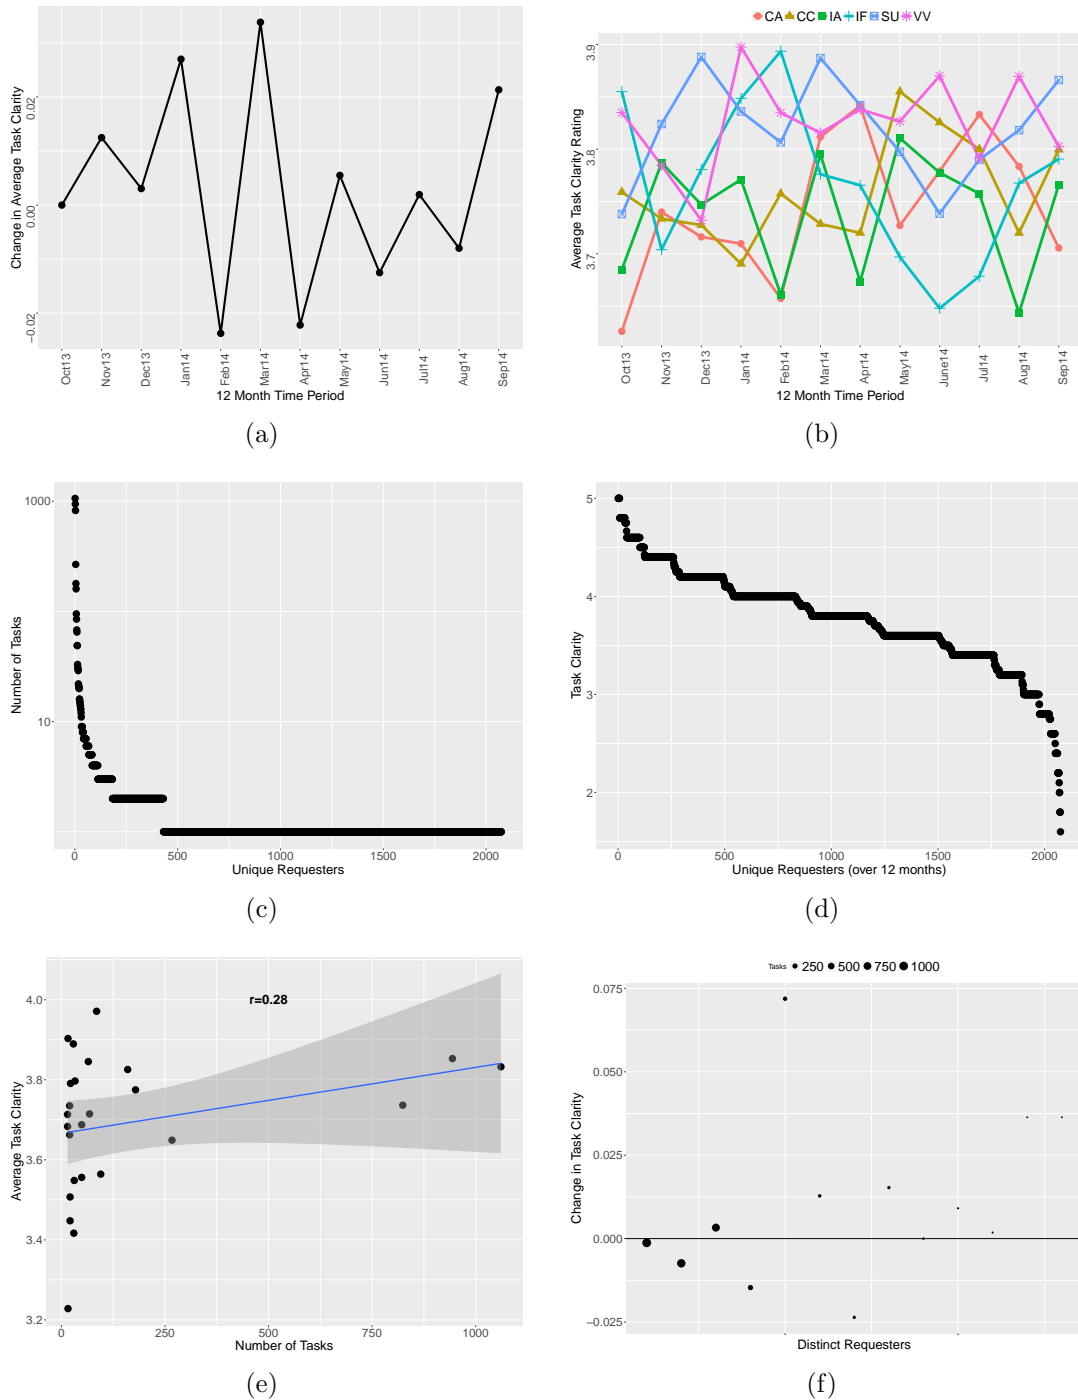 Change in Average Task Clarity
0.02
0.00
−0.02
Oct13
Nov13
Dec13
Jan14
Feb14
Mar14
Apr14
May14
Jun14
Jul14
Aug14
Sep14
12 Month Time Period
(a)
CA CC IA IF SU VV
Average Task Clarity Rating
3.9
3.8
3.7
Oct13
Nov13
Dec13
Jan14
Feb14
Mar14
Apr14
May14
June14
Jul14
Aug14
Sep14
12 Month Time Period
(b)
Number of Tasks
1000
10
0 500 1000 1500 2000
Unique Requesters
(c)
Task Clarity
5
4
3
2
0 500 1000 1500 2000
Unique Requesters (over 12 months)
(d)
Average Task Clarity
r=0.28
4.0
3.8
3.6
3.4
3.2
0 250 500 750 1000
Number of Tasks
(e)
Tasks 250 500 750 1000
Change in Task Clarity
0.075
0.050
0.025
0.000
−0.025
Distinct Requesters
(f)